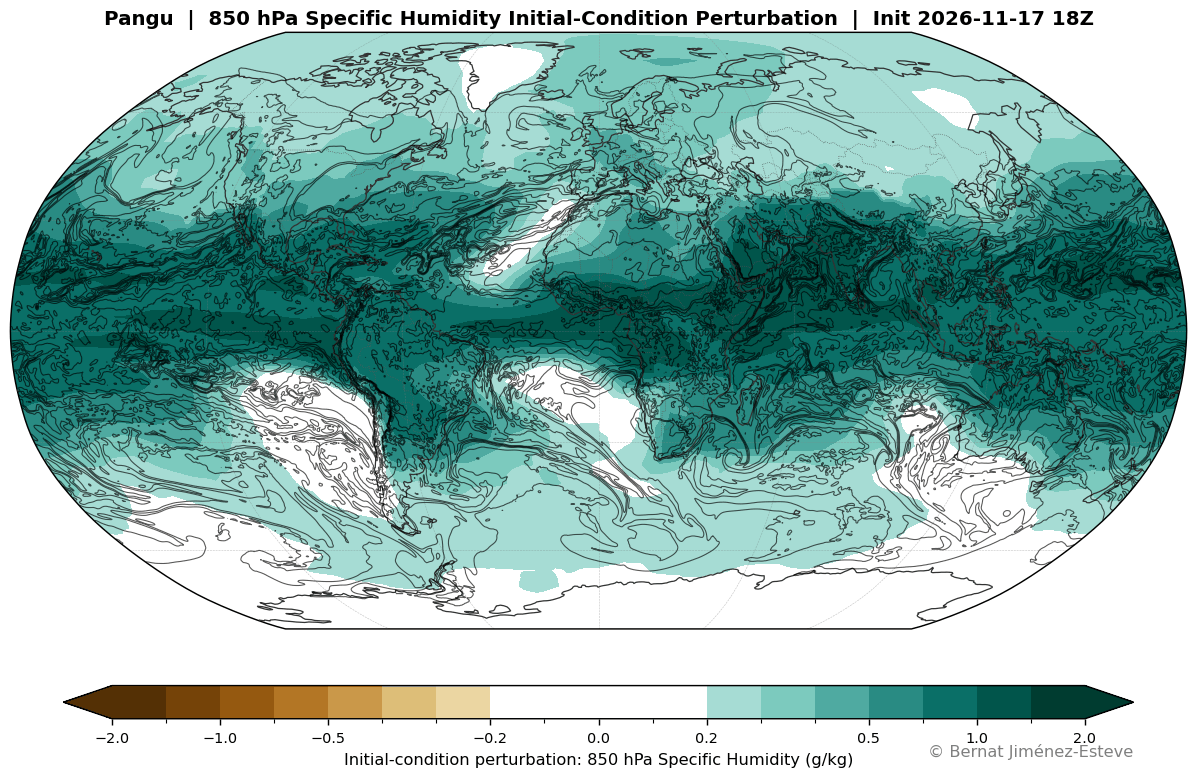 Pangu | 850 hPa Specific Humidity Initial-Condition Perturbation | Init 2026-11-17 18Z
−2.0 −1.0 −0.5 −0.2 0.0 0.2 0.5 1.0 2.0
© Bernat Jiménez-Esteve
Initial-condition perturbation: 850 hPa Specific Humidity (g/kg)